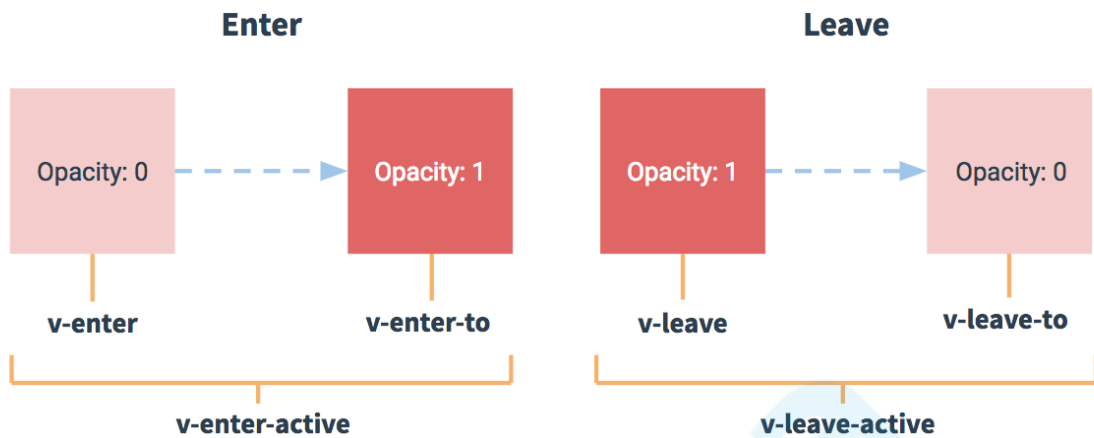 Enter
Opacity: 0
Opacity: 1
v-enter
v-enter-to
v-enter-active
Leave
Opacity: 1
Opacity: 0
v-leave
v-leave-to
v-leave-active